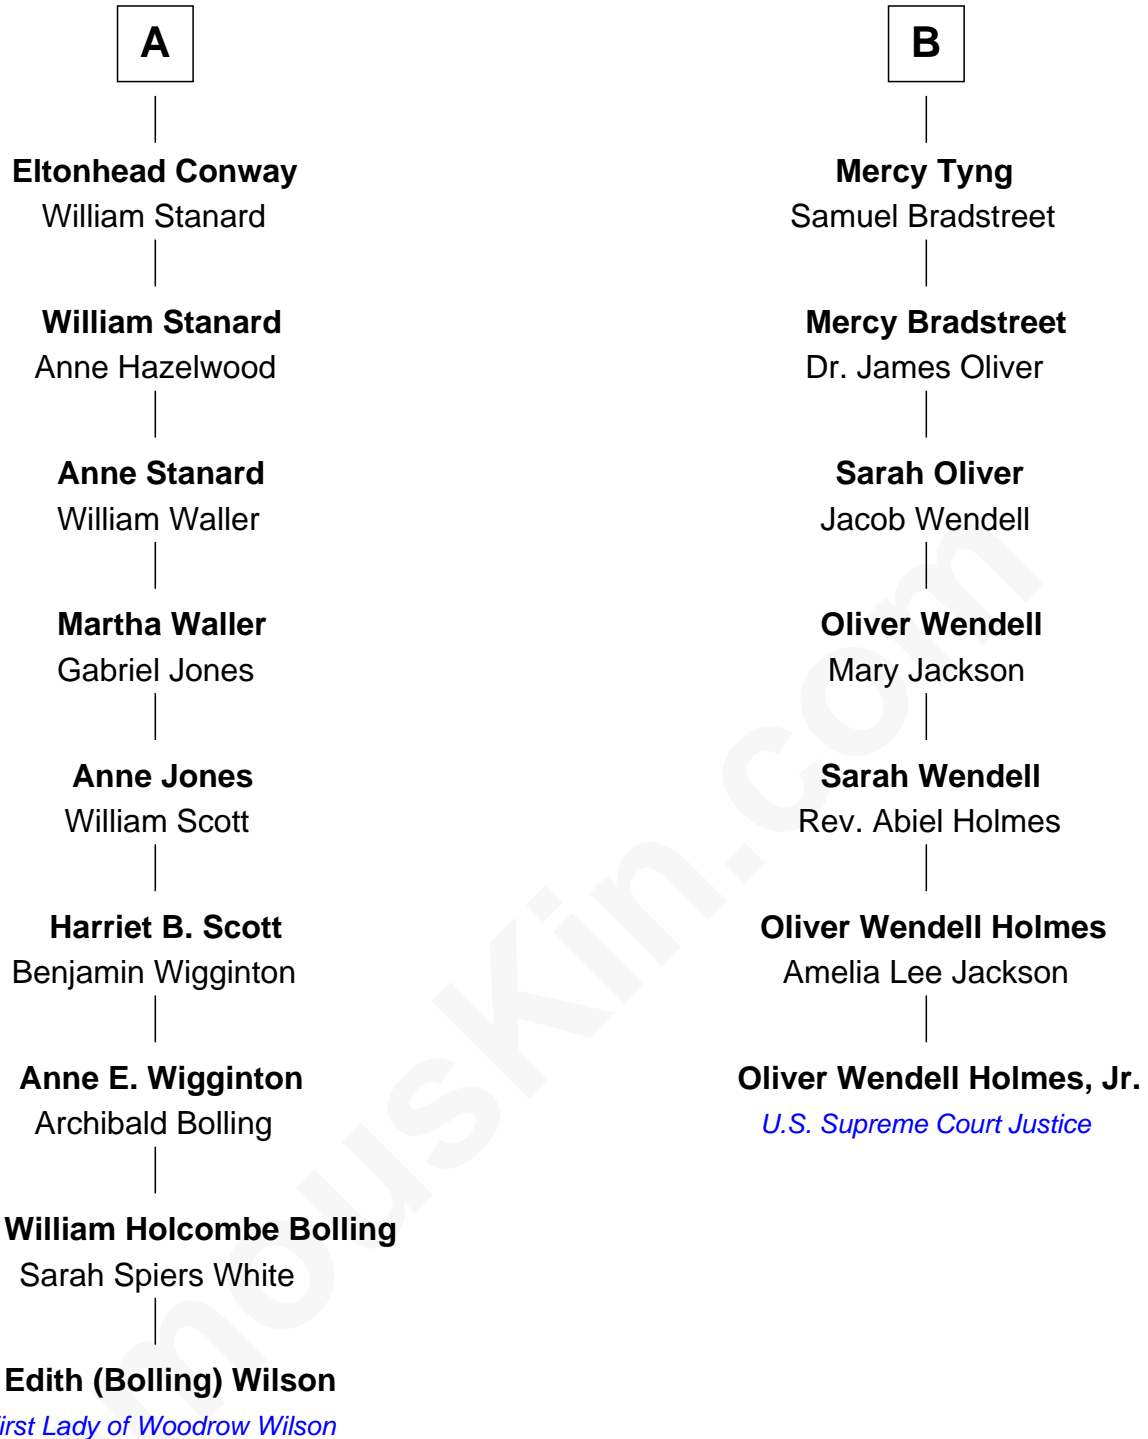 A
Eltonhead Conway
William Stanard
William Stanard
Anne Hazelwood
Anne Stanard
William Waller
Martha Waller
Gabriel Jones
Anne Jones
William Scott
Harriet B. Scott
Benjamin Wigginton
Anne E. Wigginton
Archibald Bolling
William Holcombe Bolling
Sarah Spiers White
Edith (Bolling) Wilson
First Lady of Woodrow Wilson
B
Mercy Tyng
Samuel Bradstreet
Mercy Bradstreet
Dr. James Oliver
Sarah Oliver
Jacob Wendell
Oliver Wendell
Mary Jackson
Sarah Wendell
Rev. Abiel Holmes
Oliver Wendell Holmes
Amelia Lee Jackson
Oliver Wendell Holmes, Jr.
U.S. Supreme Court Justice
mouskin.com